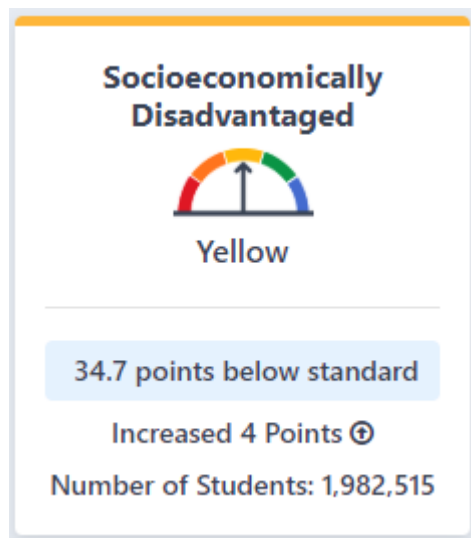 Socioeconomically
Disadvantaged
Yellow
34.7 points below standard
Increased 4 Points
Number of Students: 1,982,515